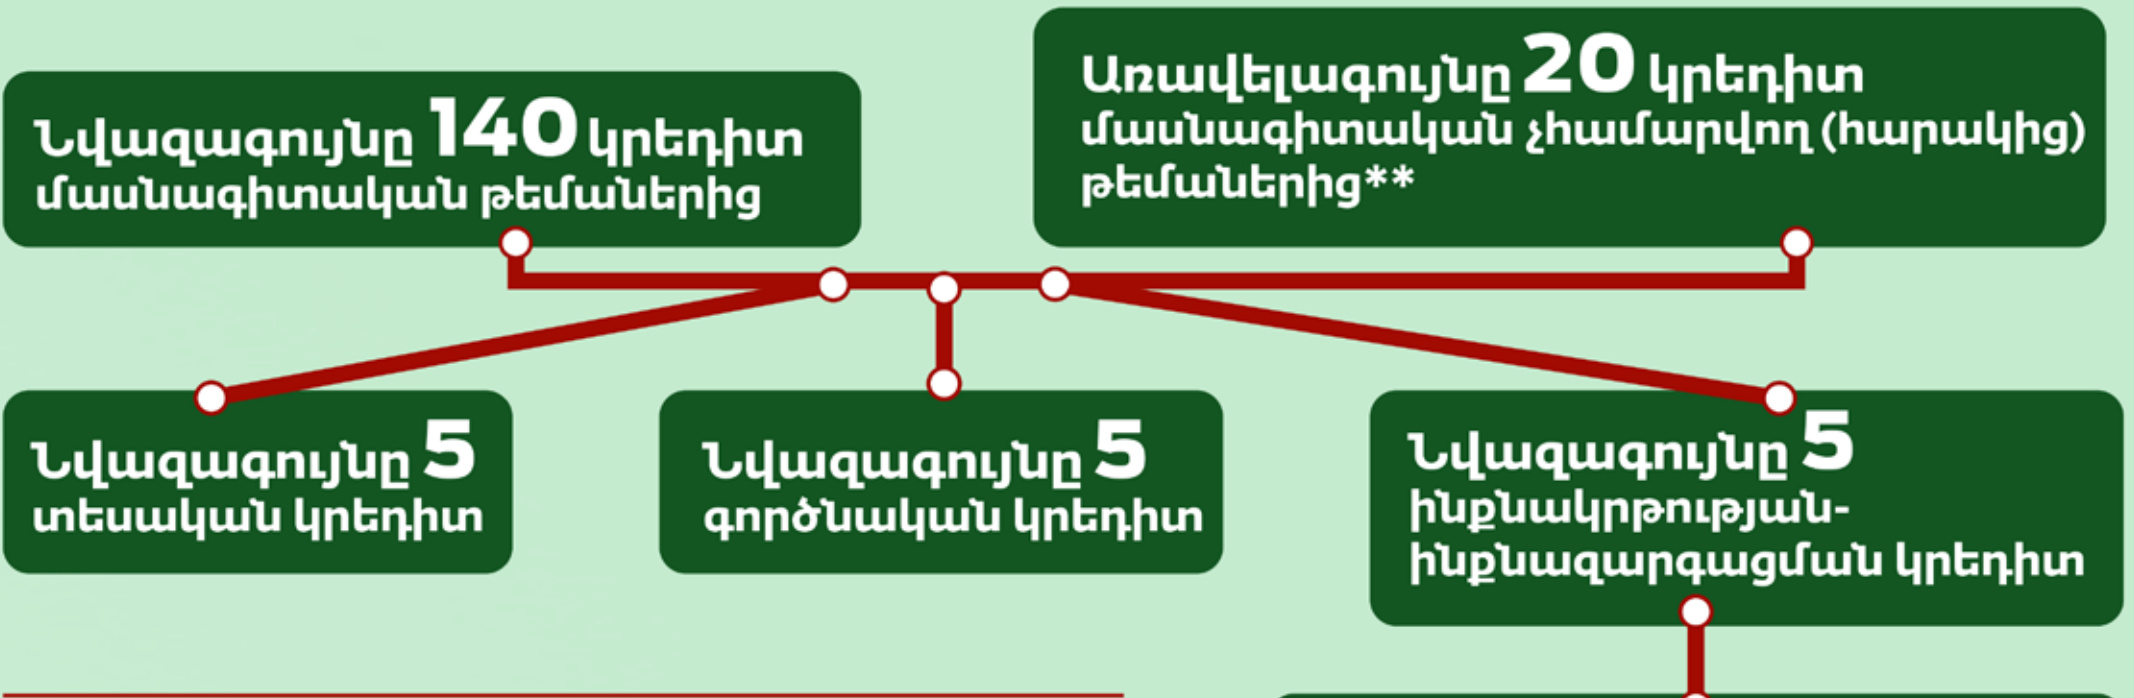 Նվազագույնը 140 կրեդիտ
մասնագիտական թեմաներից
Առավելագույնը 20 կրեդիտ
մասնագիտական չհամարվող (հարակից)
թեմաներից**
Նվազագույնը 5
տեսական կրեդիտ
Նվազագույնը 5
գործնական կրեդիտ
Նվազագույնը 5
ինքնակրթության-
ինքնազարգացման կրեդիտ